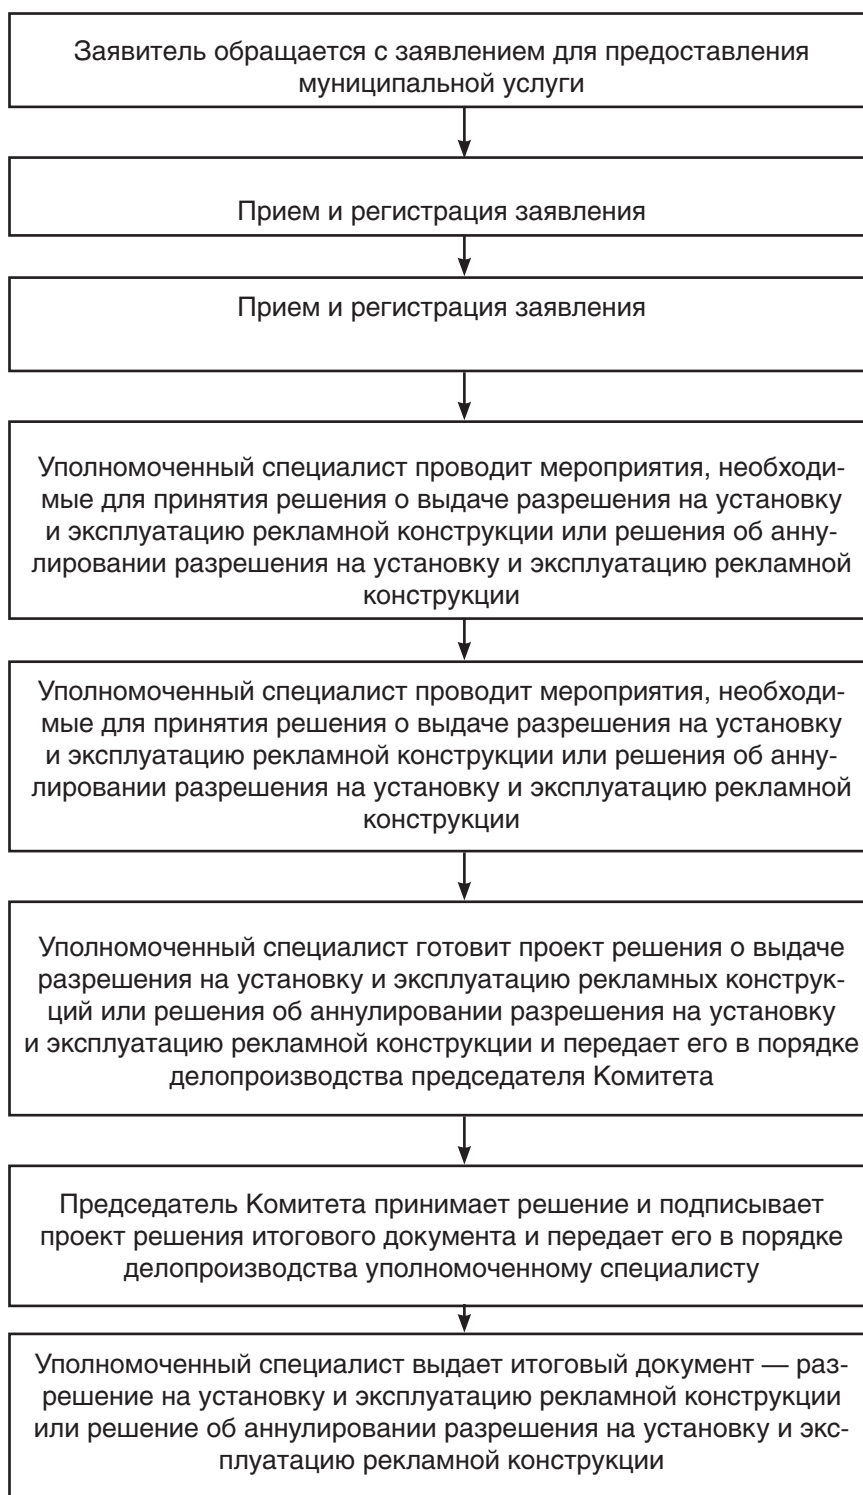 Заявитель обращается с заявлением для предоставления
муниципальной услуги
Прием и регистрация заявления
Прием и регистрация заявления
Уполномоченный специалист проводит мероприятия, необходи-
мые для принятия решения о выдаче разрешения на установку
и эксплуатацию рекламной конструкции или решения об анну-
лировании разрешения на установку и эксплуатацию рекламной
конструкции
Уполномоченный специалист проводит мероприятия, необходи-
мые для принятия решения о выдаче разрешения на установку
и эксплуатацию рекламной конструкции или решения об анну-
лировании разрешения на установку и эксплуатацию рекламной
конструкции
Уполномоченный специалист готовит проект решения о выдаче
разрешения на установку и эксплуатацию рекламных конструк-
ций или решения об аннулировании разрешения на установку
и эксплуатацию рекламной конструкции и передает его в порядке
делопроизводства председателя Комитета
Председатель Комитета принимает решение и подписывает
проект решения итогового документа и передает его в порядке
делопроизводства уполномоченному специалисту
Уполномоченный специалист выдает итоговый документ — раз-
решение на установку и эксплуатацию рекламной конструкции
или решение об аннулировании разрешения на установку и экс-
плуатацию рекламной конструкции